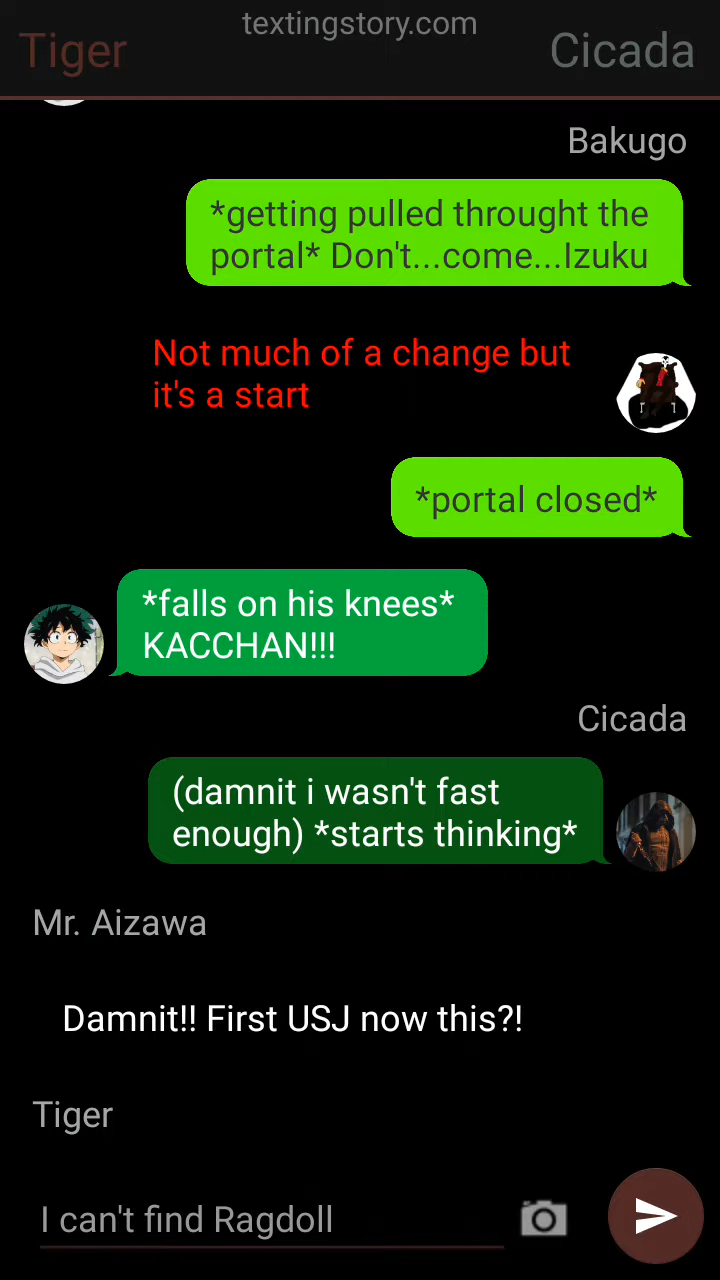 textingstory.com
Tiger
Cicada
Bakugo
*getting pulled throught the
portal* Don't...come...Izuku
Not much of a change but
it's a start
*portal closed*
*falls on his knees*
KACCHAN!!!
Cicada
(damnit i wasn't fast
enough) *starts thinking*
Mr. Aizawa
Damnit!! First USJ now this?!
Tiger
I can't find Ragdoll